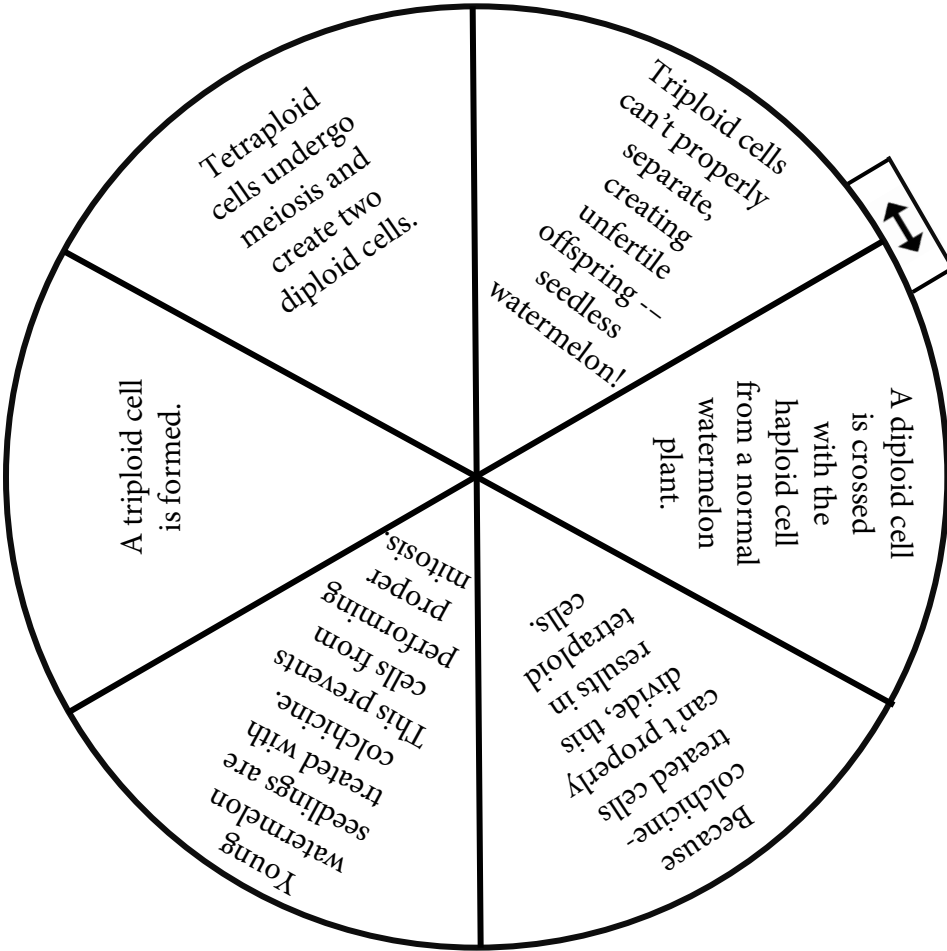 Tetraploid
cells undergo
meiosis and
create two
diploid cells.
Triploid cells
can't properly
separate,
creating
unfertile
offspring --
seedless
watermelon!
A diploid cell
is crossed
with the
haploid cell
from a normal
watermelon
plant.
Because
colchicine-
treated cells
can't properly
divide, this
results in
tetraploid
cells.
Young
watermelon
seedlings are
treated with
colchicine.
This prevents
cells from
performing
proper
mitosis.
A triploid cell
is formed.